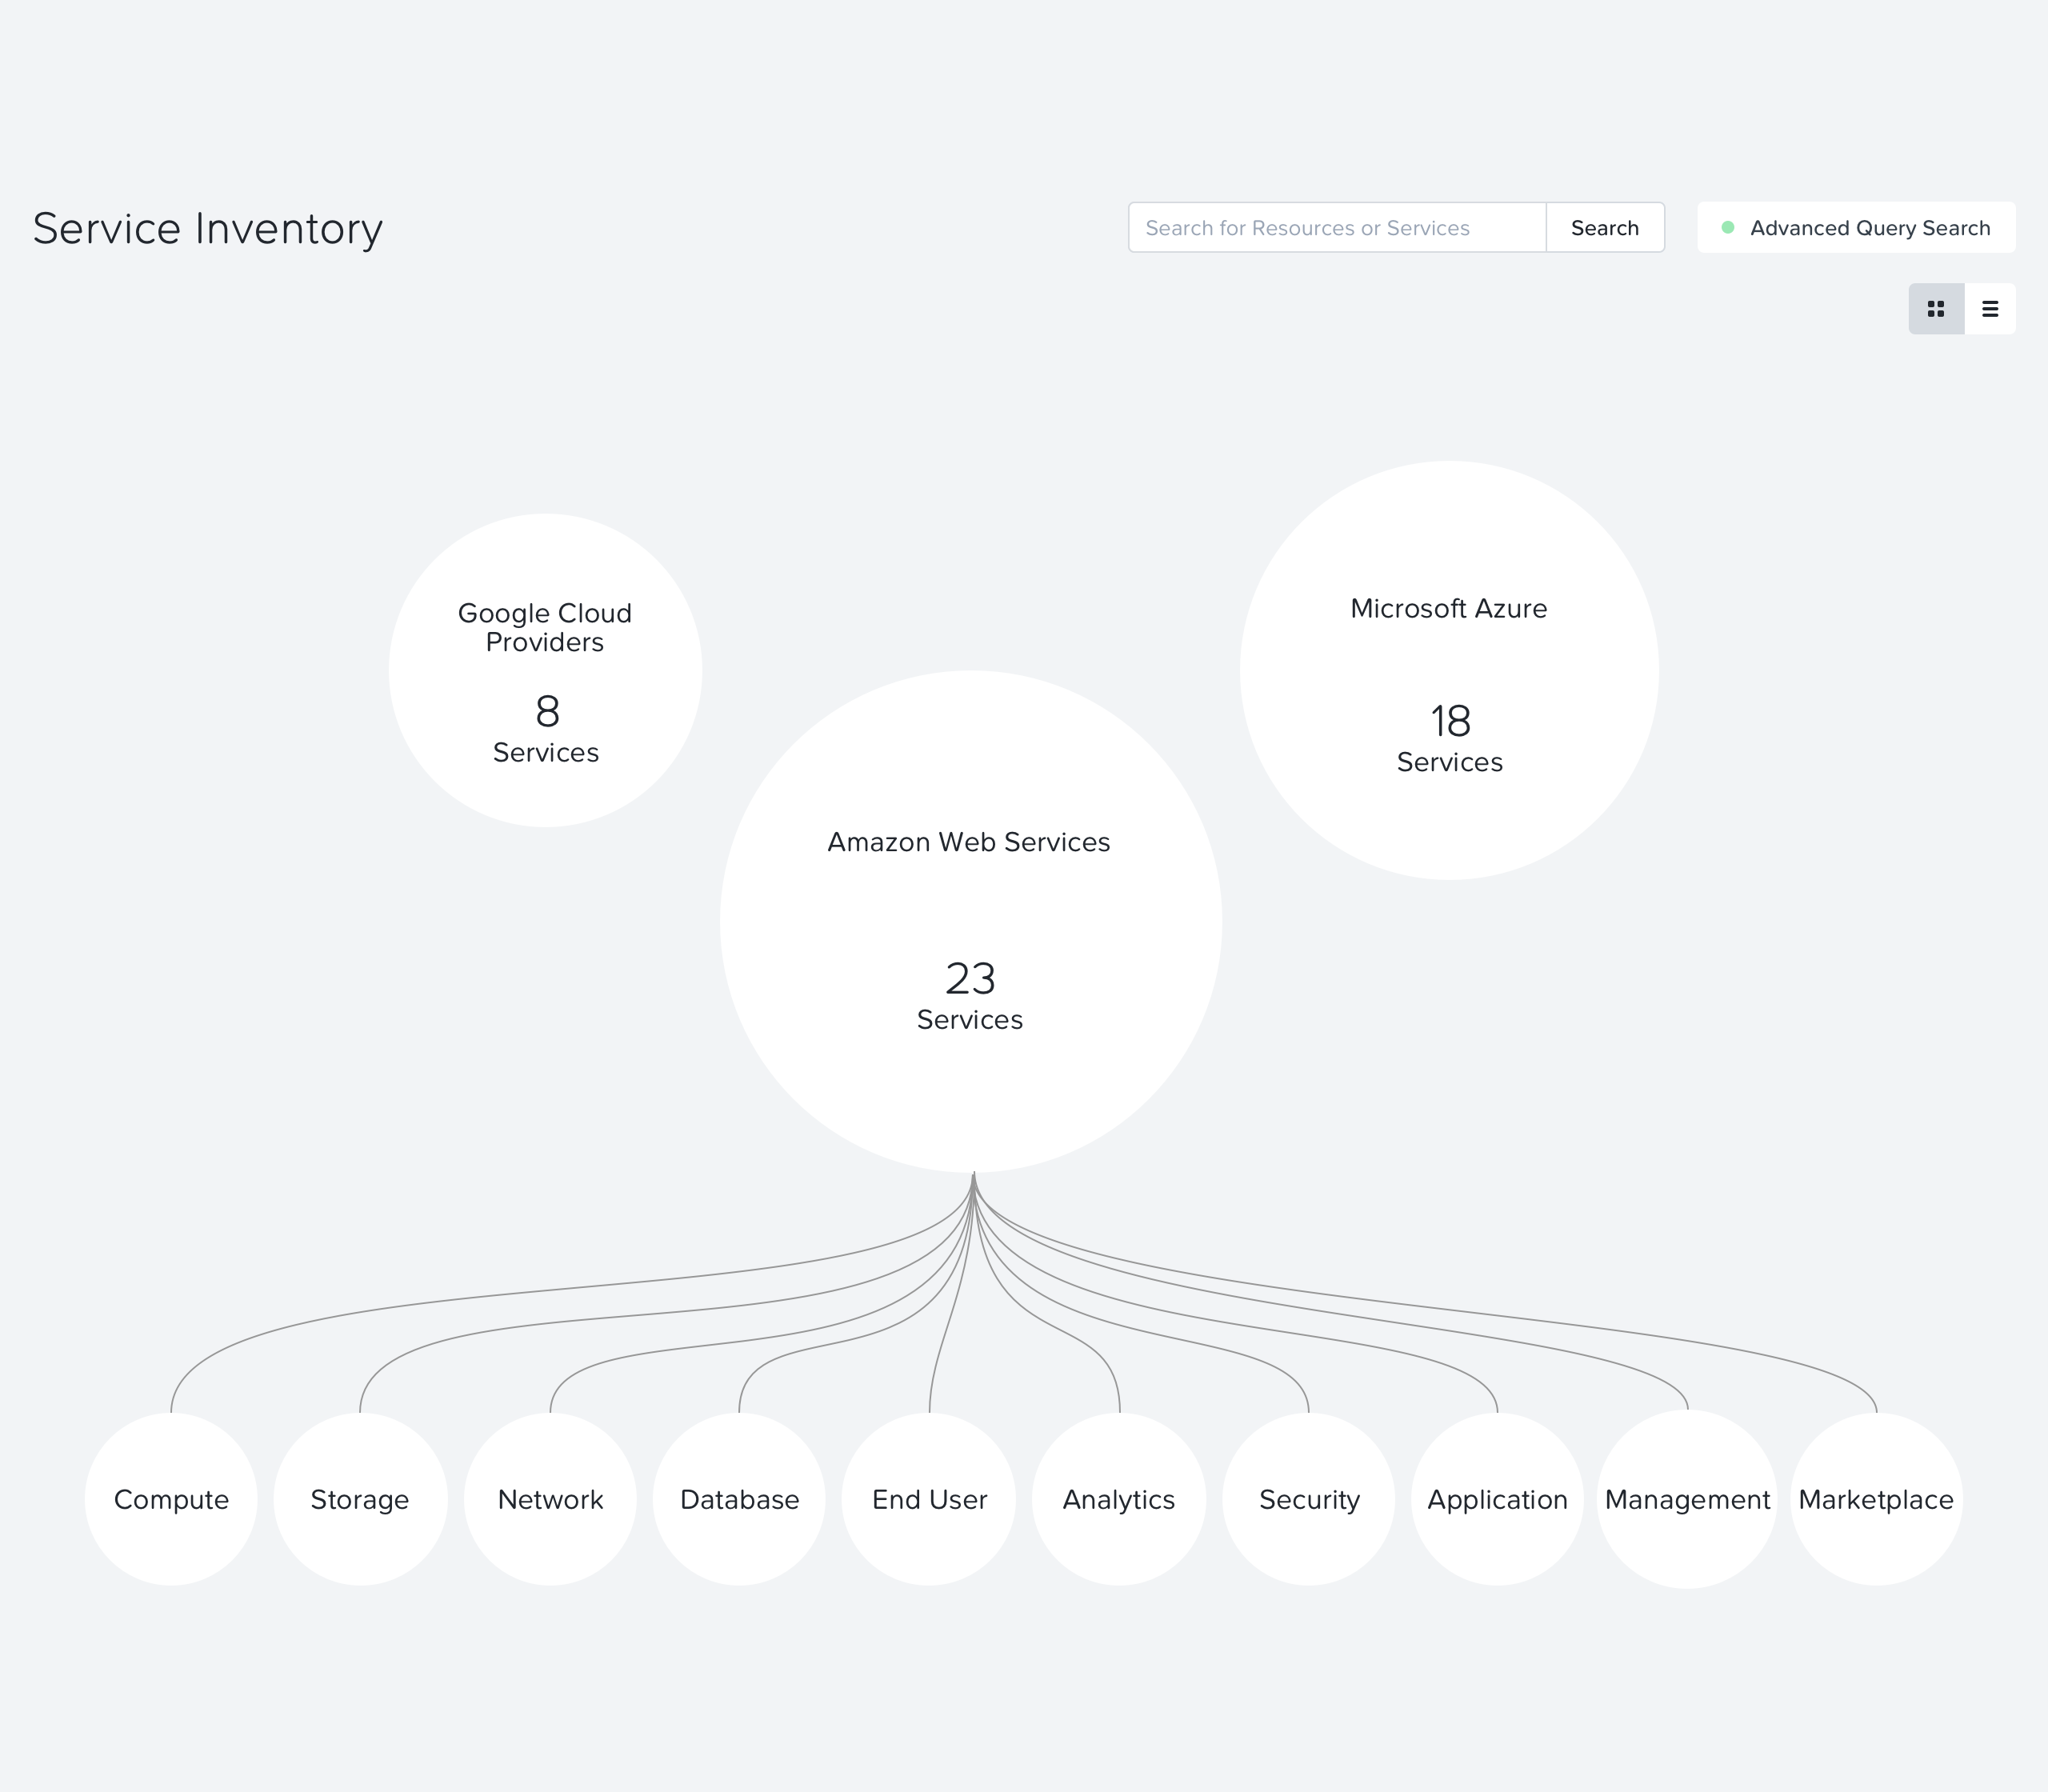 Service Inventory
Search for Resources or Services
Search
Advanced Query Search
Google Cloud
Providers
8
Services
Microsoft Azure
18
Services
Amazon Web Services
23
Services
Compute
Storage
Network
Database
End User
Analytics
Security
Application
Management
Marketplace